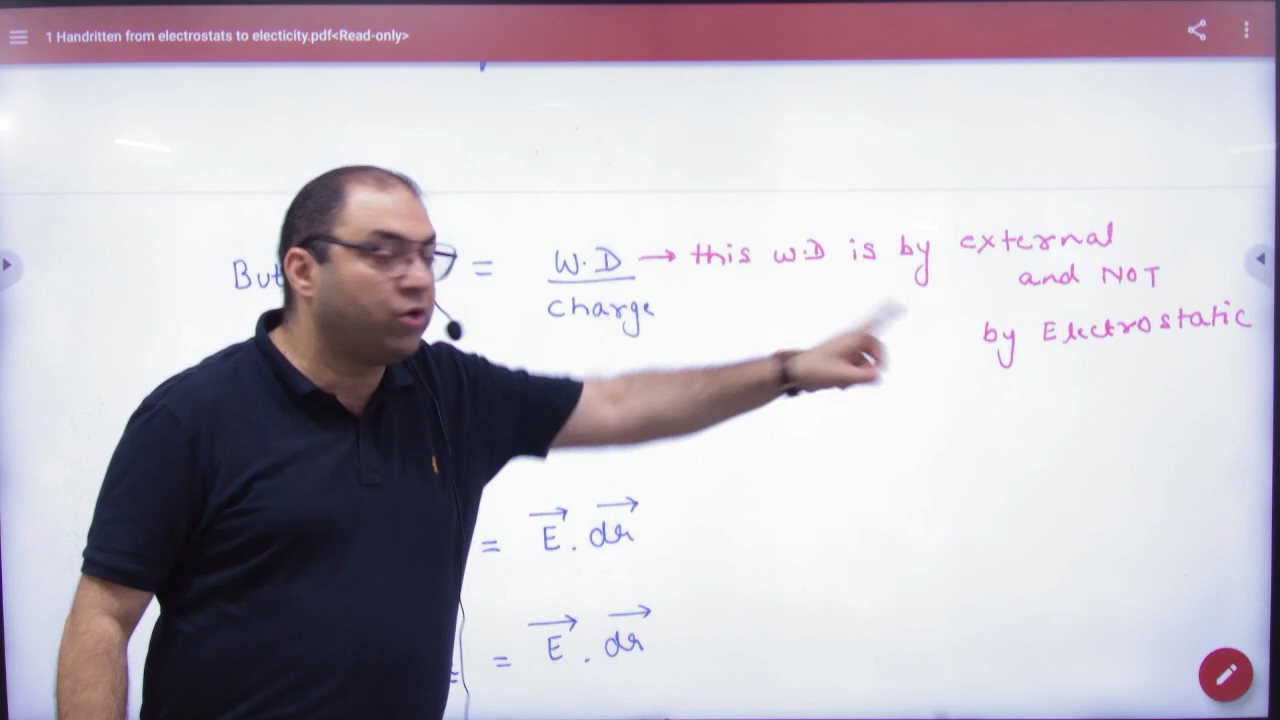 1 Handritten from electrostats to electicity.pdf<Read-only>
But = W.D → this W.D is by external
charge and NOT
by Electrostatic
= E . dr
= E . dr